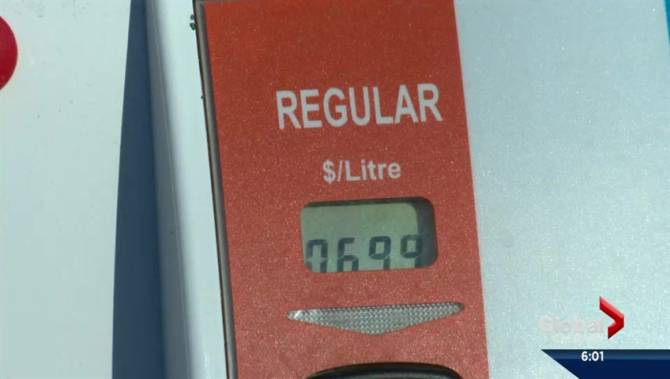 REGULAR
$/Litre
0699
Global
6:01